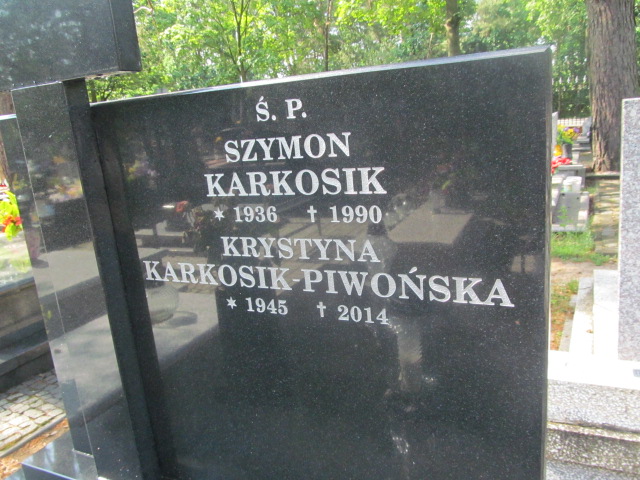 Ś. P.
SZYMON
KARKOSIK
* 1936 † 1990
KRYSTYNA
KARKOSIK-PIWOŃSKA
* 1945 † 2014